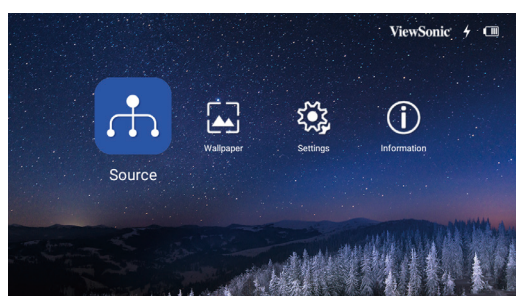 ViewSonic
Wallpaper
Settings
Information
Source